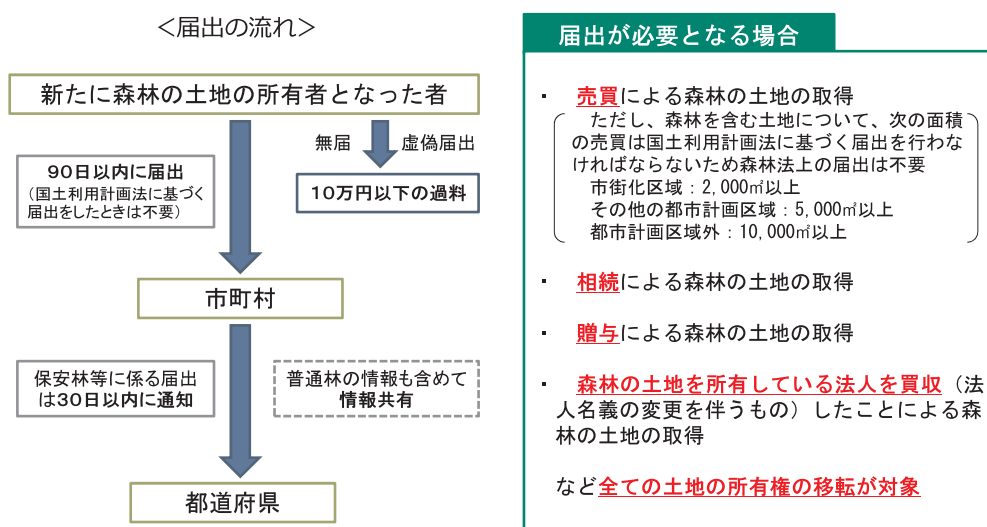 ＜届出の流れ＞
新たに森林の土地の所有者となった者
無届
虚偽届出
90日以内に届出
（国土利用計画法に基づく
届出をしたときは不要）
10万円以下の過料
市町村
保安林等に係る届出
は30日以内に通知
普通林の情報も含めて
情報共有
都道府県
届出が必要となる場合
・ 売買による森林の土地の取得
ただし、森林を含む土地について、次の面積
の売買は国土利用計画法に基づく届出を行わな
ければならないため森林法上の届出は不要
市街化区域：2,000㎡以上
その他の都市計画区域：5,000㎡以上
都市計画区域外：10,000㎡以上
・ 相続による森林の土地の取得
・ 贈与による森林の土地の取得
・ 森林の土地を所有している法人を買収（法
人名義の変更を伴うもの）したことによる森
林の土地の取得
など全ての土地の所有権の移転が対象